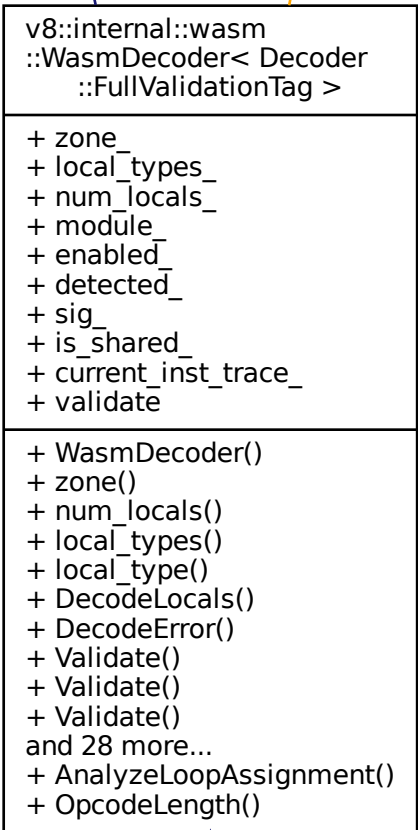 v8::internal::wasm
::WasmDecoder< Decoder
::FullValidationTag >
+ zone_
+ local_types_
+ num_locals_
+ module_
+ enabled_
+ detected_
+ sig_
+ is_shared_
+ current_inst_trace_
+ validate
+ WasmDecoder()
+ zone()
+ num_locals()
+ local_types()
+ local_type()
+ DecodeLocals()
+ DecodeError()
+ Validate()
+ Validate()
+ Validate()
and 28 more...
+ AnalyzeLoopAssignment()
+ OpcodeLength()